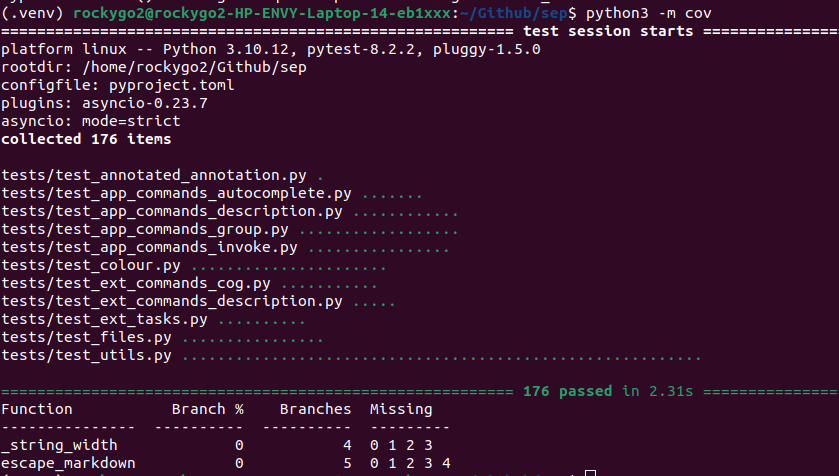 (.venv) rockygo2@rockygo2-HP-ENVY-Laptop-14-eb1xxx:~/Github/sep$ python3 -m cov
========================================================= test session starts ===============
platform linux -- Python 3.10.12, pytest-8.2.2, pluggy-1.5.0
rootdir: /home/rockygo2/Github/sep
configfile: pyproject.toml
plugins: asyncio-0.23.7
asyncio: mode=strict
collected 176 items
tests/test_annotated_annotation.py .
tests/test_app_commands_autocomplete.py .......
tests/test_app_commands_description.py ............
tests/test_app_commands_group.py ..................
tests/test_app_commands_invoke.py ................
tests/test_colour.py ......................
tests/test_ext_commands_cog.py ...........
tests/test_ext_commands_description.py .....
tests/test_ext_tasks.py ..........
tests/test_files.py ................
tests/test_utils.py ..........................................................
========================================================= 176 passed in 2.31s ===============
Function        Branch %    Branches  Missing
---------------  ----------  ----------  ---------
_string_width          0           4  0 1 2 3
escape_markdown        0           5  0 1 2 3 4